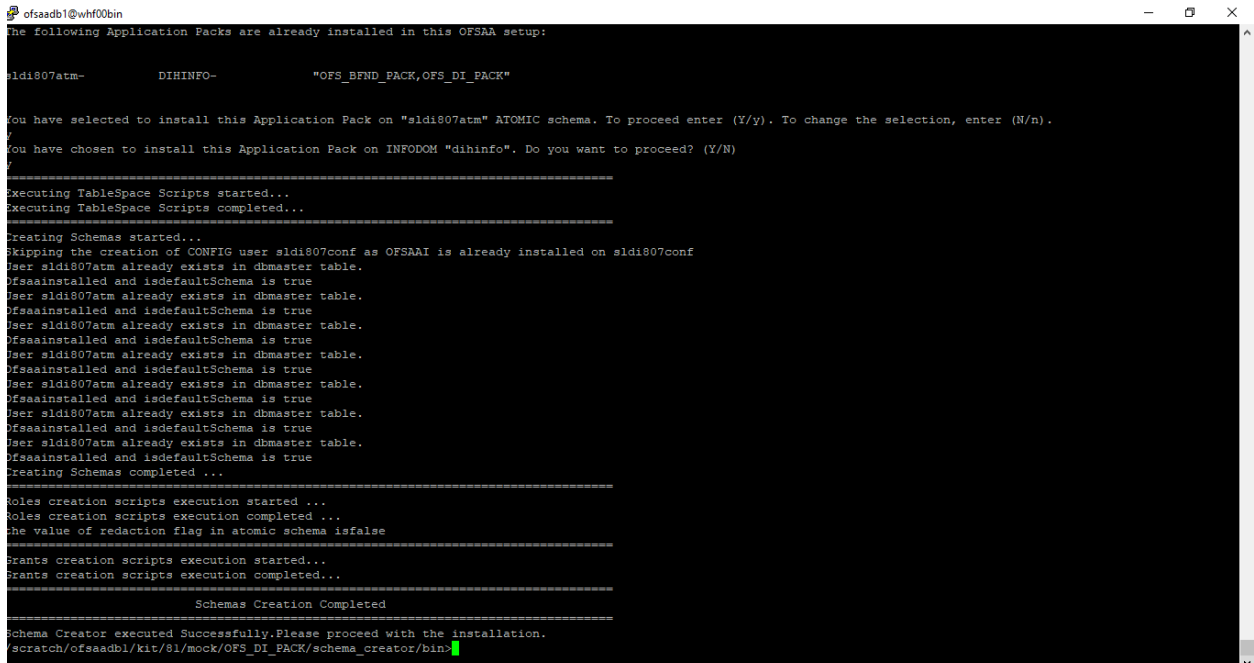 ofsaadb1@whf00bin
The following Application Packs are already installed in this OFSAA setup:
sldi807atm- DIHINFO- "OFS_BFND_PACK,OFS_DI_PACK"
You have selected to install this Application Pack on "sldi807atm" ATOMIC schema. To proceed enter (Y/y). To change the selection, enter (N/n).
y
You have chosen to install this Application Pack on INFODOM "dihinfo". Do you want to proceed? (Y/N)
y
================================================================================
Executing TableSpace Scripts started...
Executing TableSpace Scripts completed...
================================================================================
Creating Schemas started...
Skipping the creation of CONFIG user sldi807conf as OFSAAI is already installed on sldi807conf
User sldi807atm already exists in dbmaster table.
Ofsaainstalled and isdefaultSchema is true
User sldi807atm already exists in dbmaster table.
Ofsaainstalled and isdefaultSchema is true
User sldi807atm already exists in dbmaster table.
Ofsaainstalled and isdefaultSchema is true
User sldi807atm already exists in dbmaster table.
Ofsaainstalled and isdefaultSchema is true
User sldi807atm already exists in dbmaster table.
Ofsaainstalled and isdefaultSchema is true
User sldi807atm already exists in dbmaster table.
Ofsaainstalled and isdefaultSchema is true
User sldi807atm already exists in dbmaster table.
Ofsaainstalled and isdefaultSchema is true
Creating Schemas completed ...
================================================================================
Roles creation scripts execution started ...
Roles creation scripts execution completed ...
the value of redaction flag in atomic schema isfalse
================================================================================
Grants creation scripts execution started...
Grants creation scripts execution completed...
================================================================================
Schemas Creation Completed
================================================================================
Schema Creator executed Successfully.Please proceed with the installation.
/scratch/ofsaadb1/kit/81/mock/OFS_DI_PACK/schema_creator/bin>